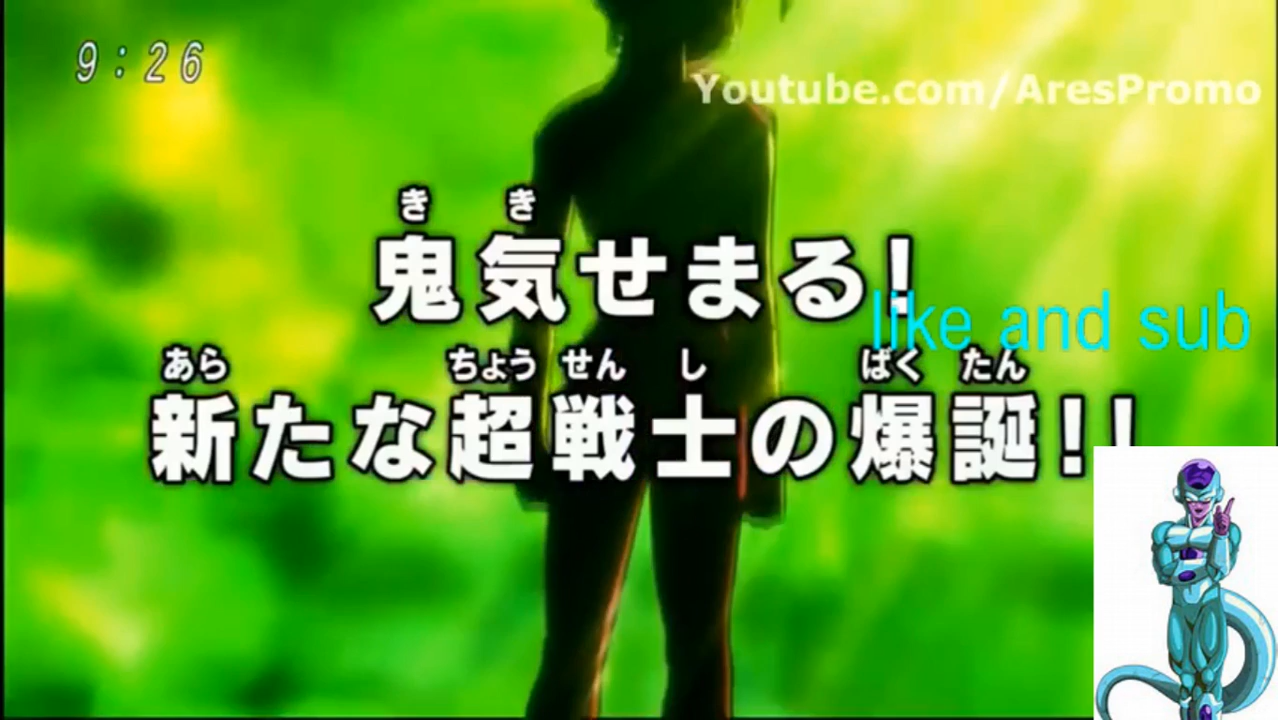 9:26
Youtube.com/AresPromo
き き
鬼気せまる!
like and sub
あら ちょう せん し ばく たん
新たな超戦士の爆誕!!